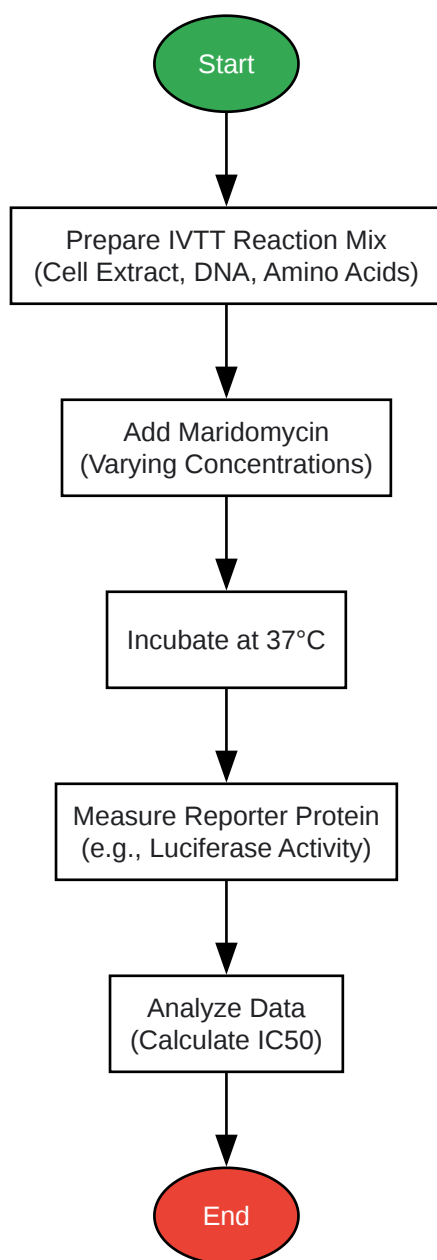 Start
Prepare IVTT Reaction Mix
(Cell Extract, DNA, Amino Acids)
Add Maridomycin
(Varying Concentrations)
Incubate at 37°C
Measure Reporter Protein
(e.g., Luciferase Activity)
Analyze Data
(Calculate IC50)
End